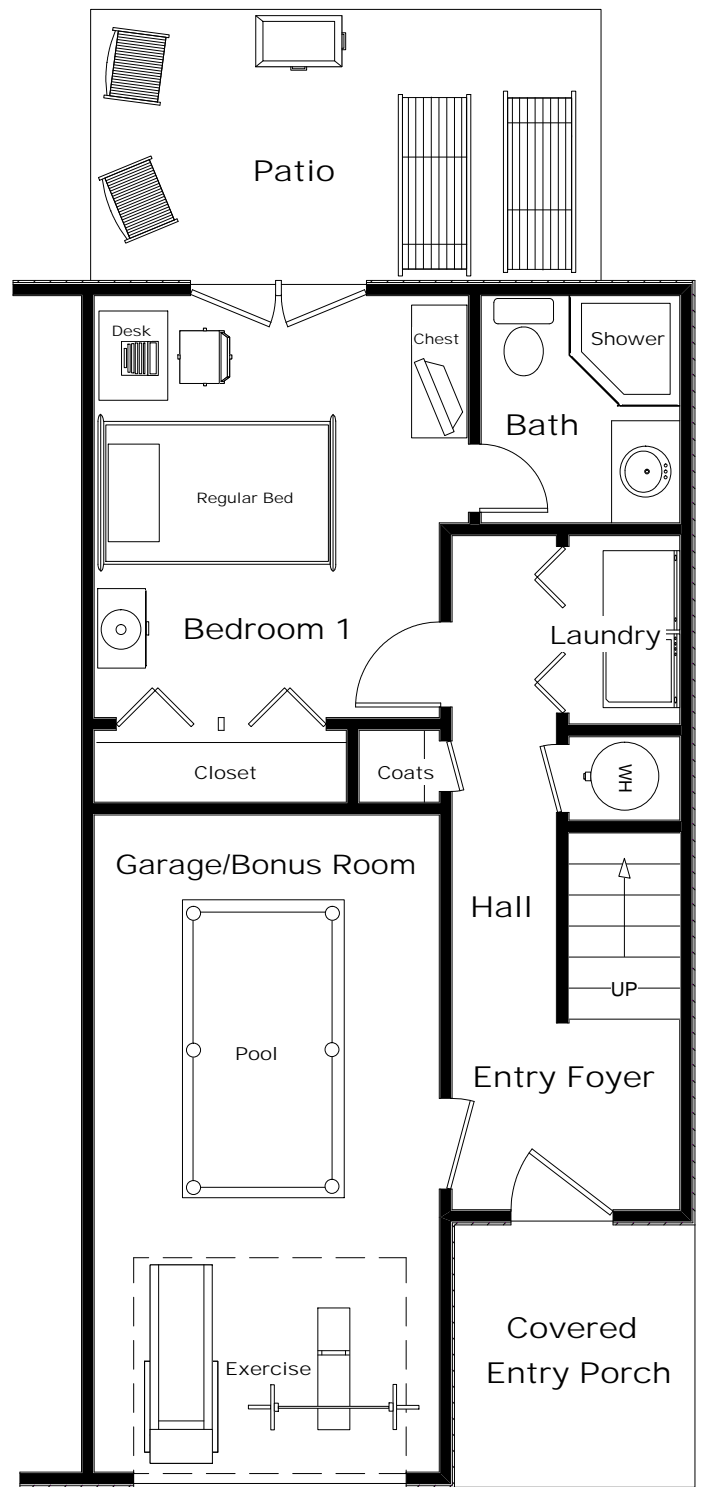 Patio
Desk
Chest
Shower
Bath
Regular Bed
Bedroom 1
Laundry
Closet
Coats
WH
Garage/Bonus Room
Hall
UP
Pool
Entry Foyer
Exercise
Covered
Entry Porch